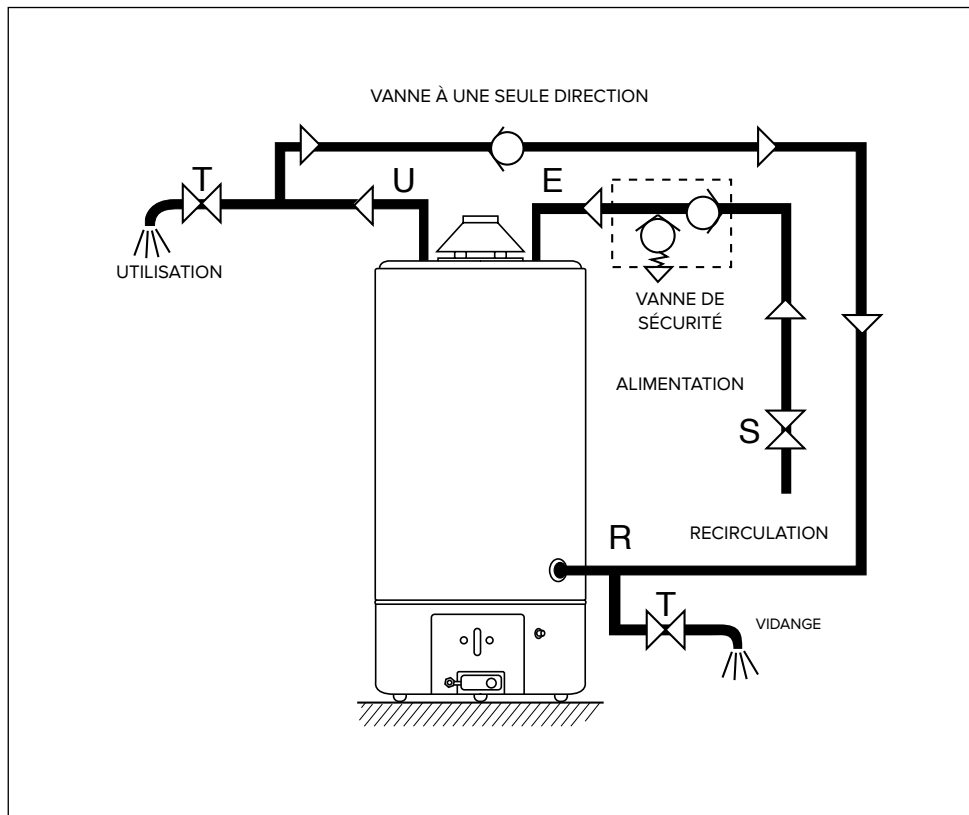 VANNE À UNE SEULE DIRECTION
T
U
E
UTILISATION
VANNE DE
SÉCURITÉ
ALIMENTATION
S
RECIRCULATION
R
T
VIDANGE